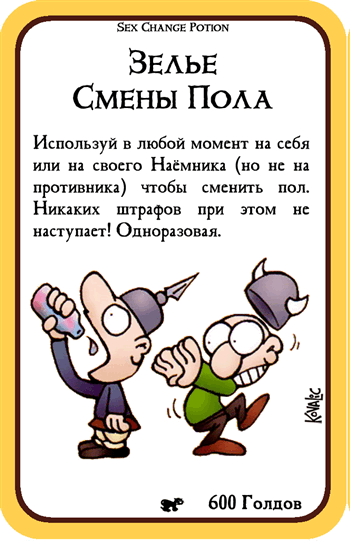 Sex Change Potion
Зелье
Смены Пола
Используй в любой момент на себя
или на своего Наёмника (но не на
противника) чтобы сменить пол.
Никаких штрафов при этом не
наступает! Одноразовая.
Kovalic
600 Голдов